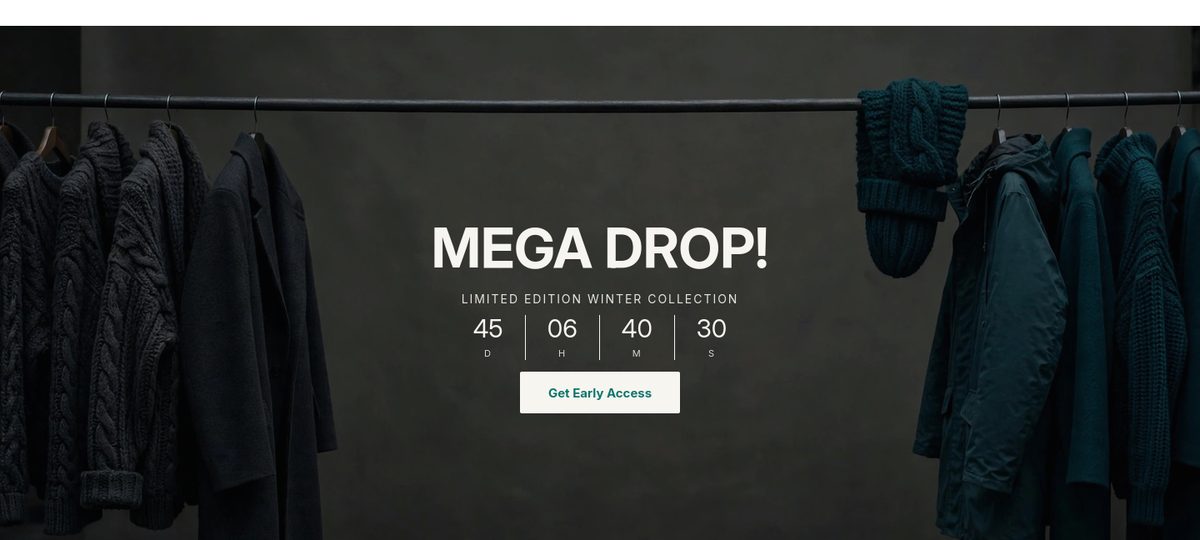 MEGA DROP!
LIMITED EDITION WINTER COLLECTION
45 06 40 30
D H M S
Get Early Access